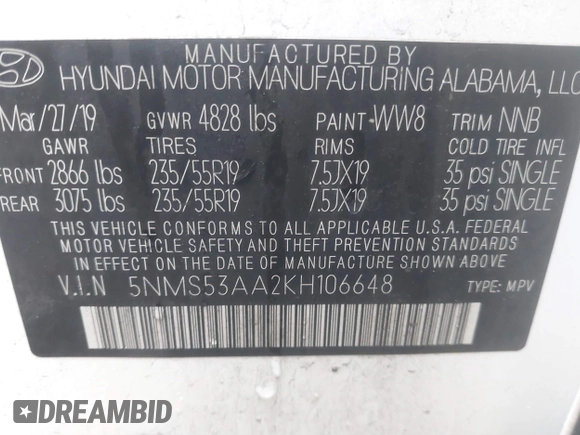 MANUFACTURED BY
HYUNDAI MOTOR MANUFACTURING ALABAMA, LLC
Mar/27/19 GVWR 4828 lbs PAINT WW8 TRIM NNB
GAWR TIRES RIMS COLD TIRE INFL
FRONT 2866 lbs 235/55R19 7.5JX19 35 psi SINGLE
REAR 3075 lbs 235/55R19 7.5JX19 35 psi SINGLE
THIS VEHICLE CONFORMS TO ALL APPLICABLE U.S.A. FEDERAL
MOTOR VEHICLE SAFETY AND THEFT PREVENTION STANDARDS
IN EFFECT ON THE DATE OF MANUFACTURE SHOWN ABOVE.
V.I.N 5NMS53AA2KH106648 TYPE: MPV
DREAMBID